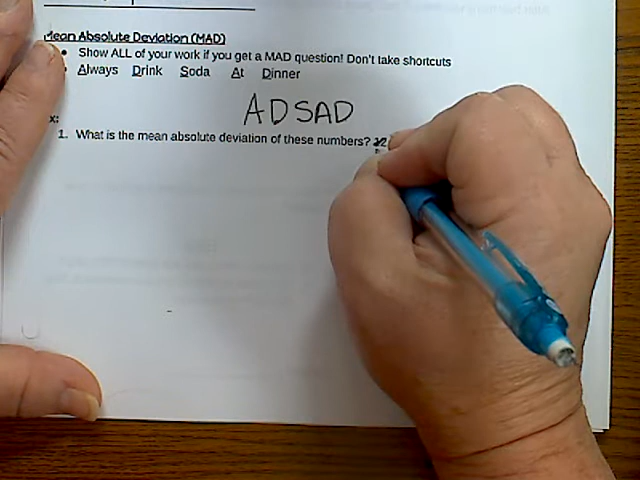 Mean Absolute Deviation (MAD)
• Show ALL of your work if you get a MAD question! Don't take shortcuts
Always Drink Soda At Dinner
ADSAD
x:
1. What is the mean absolute deviation of these numbers?